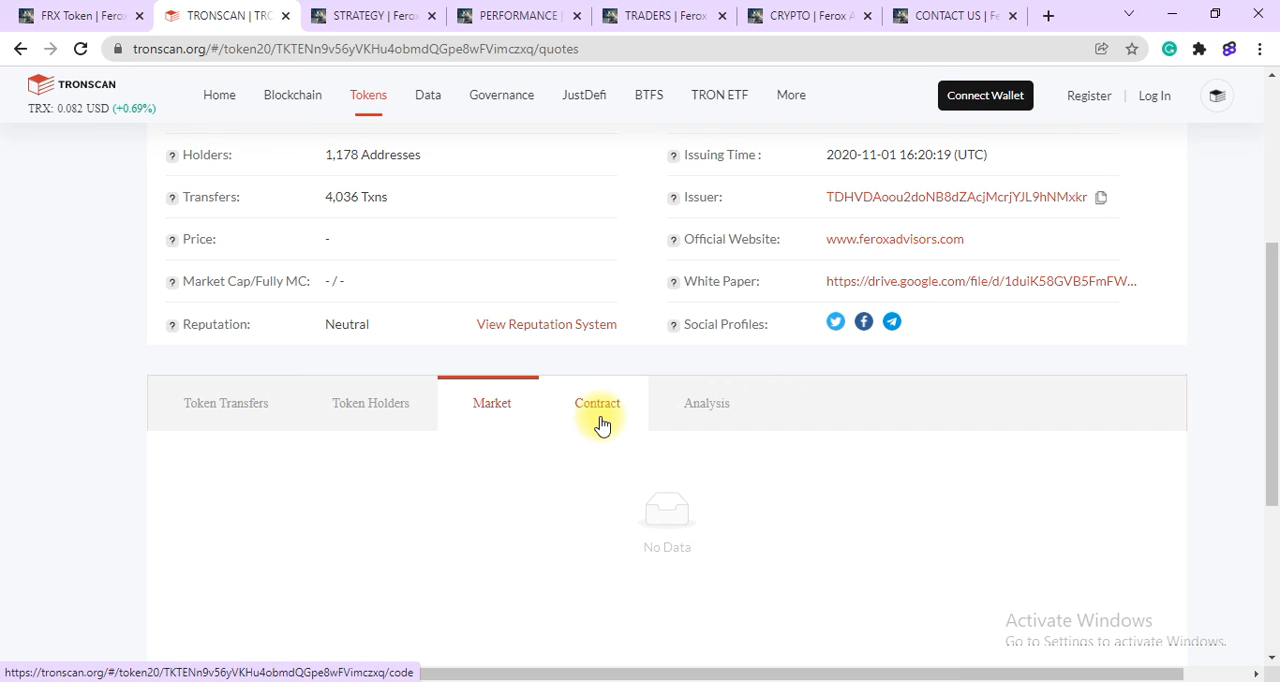 FRX Token | Ferox
TRONSCAN | TRC
STRATEGY | Ferox
PERFORMANCE |
TRADERS | Ferox
CRYPTO | Ferox A
CONTACT US | Fe
tronscan.org/#/token20/TKTENn9v56yVKHu4obmdQGpe8wFVimczxq/quotes
TRONSCAN
TRX: 0.082 USD (+0.69%)
Home Blockchain Tokens Data Governance JustDefi BTFS TRON ETF More
Connect Wallet
Register | Log In
? Holders: 1,178 Addresses
? Issuing Time : 2020-11-01 16:20:19 (UTC)
? Transfers: 4,036 Txns
? Issuer: TDHVDAoou2doNB8dZAcjMcrjYJL9hNMxkr
? Price: -
? Official Website: www.feroxadvisors.com
? Market Cap/Fully MC: - / -
? White Paper: https://drive.google.com/file/d/1duiK58GVB5FmFW...
? Reputation: Neutral View Reputation System
? Social Profiles:
Token Transfers Token Holders Market Contract Analysis
No Data
Activate Windows
Go to Settings to activate Windows.
https://tronscan.org/#/token20/TKTENn9v56yVKHu4obmdQGpe8wFVimczxq/code